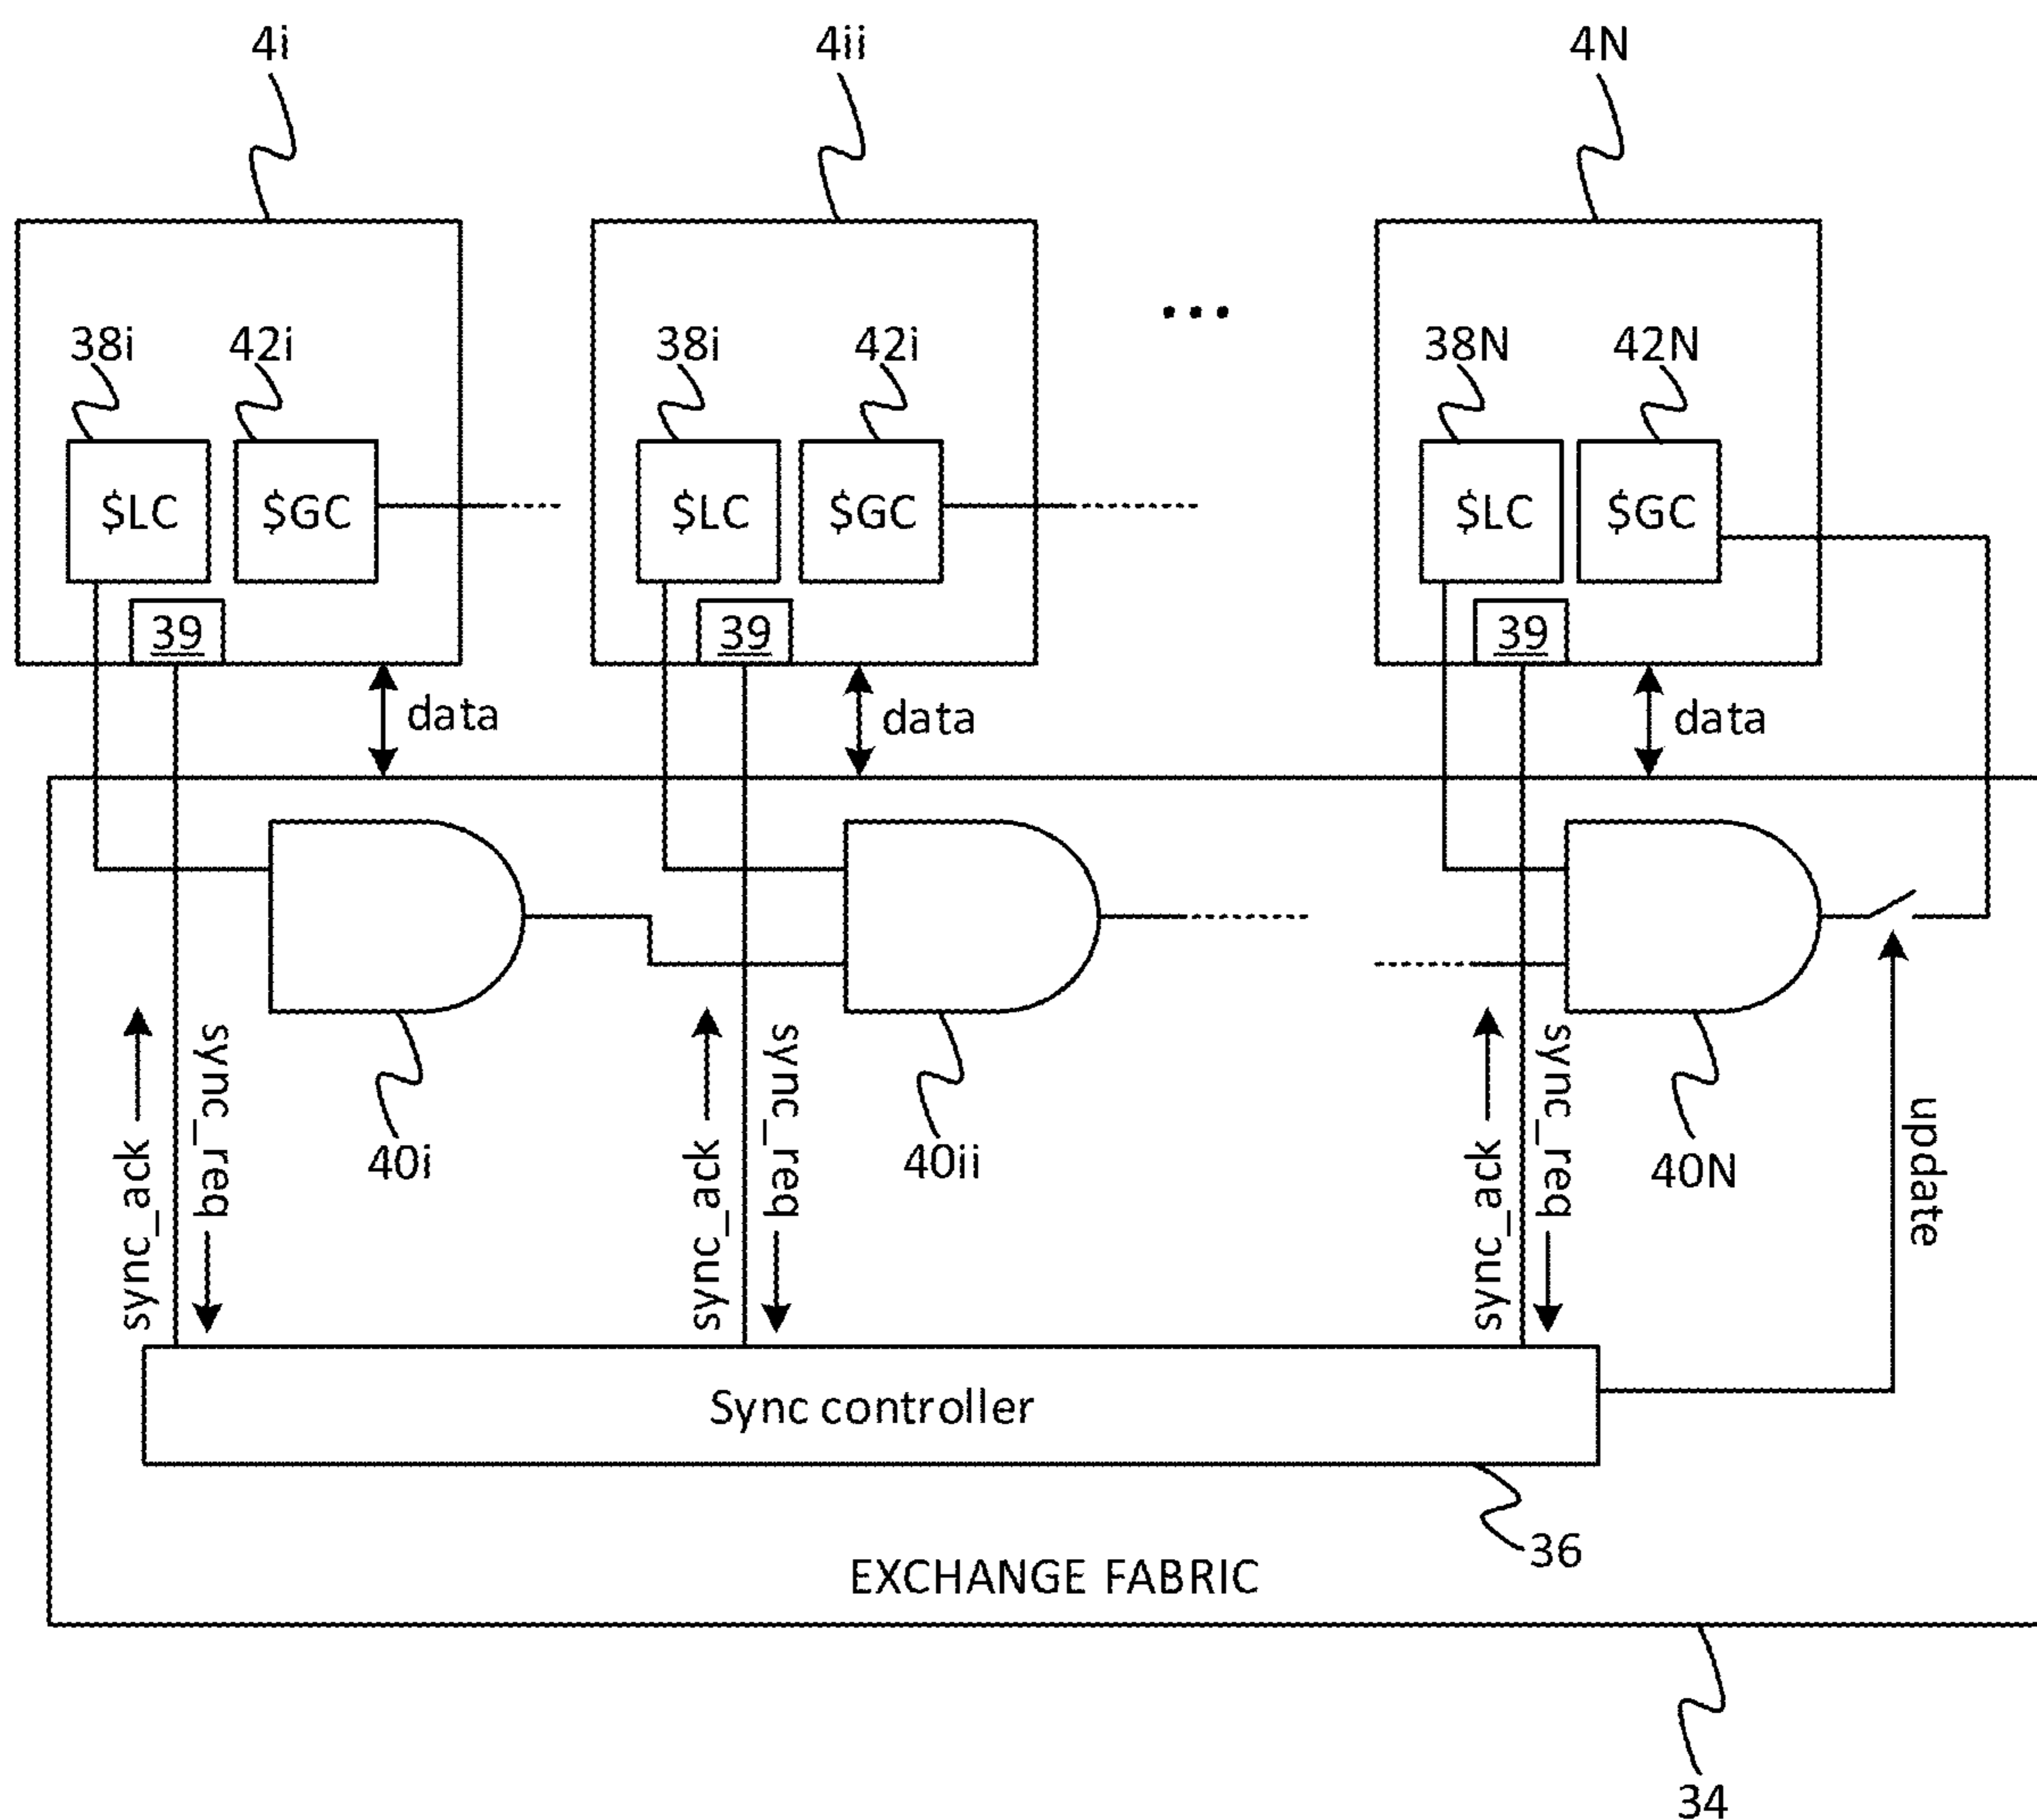 4i 4ii 4N
...
38i 42i 38i 42i 38N 42N
$LC $GC $LC $GC $LC $GC
39 39 39
data data data
sync_ack sync_req sync_ack sync_req sync_ack sync_req
40i 40ii 40N
update
Sync controller
36
EXCHANGE FABRIC
34